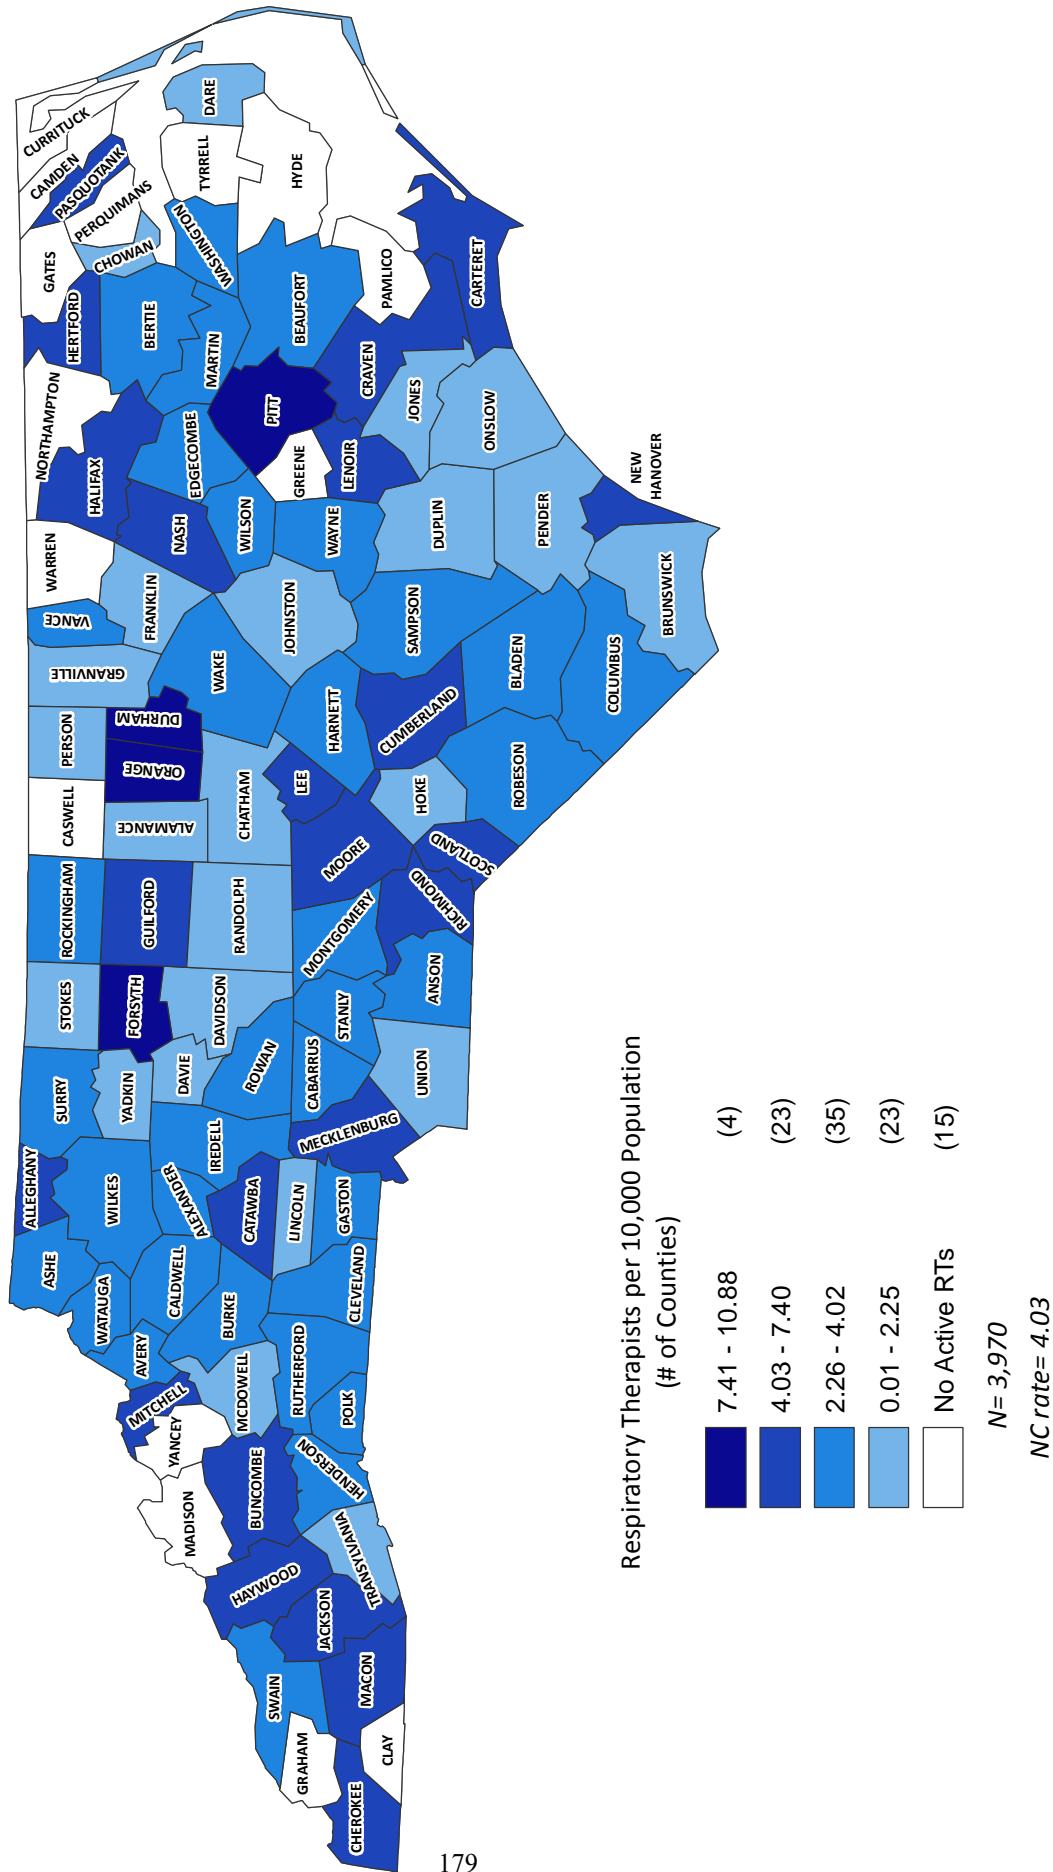 CHEROKEE
GRAHAM
CLAY
SWAIN
MACON
JACKSON
HAYWOOD
TRANSYLVANIA
MADISON
BUNCOMBE
HENDERSON
YANCEY
MITCHELL
MCDOWELL
POLK
RUTHERFORD
AVERY
WATAUGA
BURKE
CALDWELL
CLEVELAND
ASHE
ALLEGHANY
WILKES
ALEXANDER
CATAWBA
LINCOLN
GASTON
IREDELL
MECKLENBURG
SURRY
YADKIN
DAVIE
ROWAN
CABARRUS
UNION
STOKES
FORSYTH
DAVIDSON
STANLY
ANSON
ROCKINGHAM
GUILFORD
RANDOLPH
MONTGOMERY
RICHMOND
CASWELL
ALAMANCE
CHATHAM
MOORE
SCOTLAND
PERSON
ORANGE
DURHAM
LEE
HOKE
ROBESON
GRANVILLE
VANCE
WAKE
HARNETT
CUMBERLAND
BLADEN
COLUMBUS
WARREN
FRANKLIN
JOHNSTON
SAMPSON
BRUNSWICK
NORTHAMPTON
HALIFAX
NASH
EDGECOMBE
WILSON
WAYNE
DUPLIN
PENDER
NEW
HANOVER
HERTFORD
BERTIE
MARTIN
PITT
GREENE
LENOIR
JONES
ONSLOW
GATES
CHOWAN
PERQUIMANS
PASQUOTANK
CAMDEN
CURRITUCK
WASHINGTON
TYRRELL
DARE
BEAUFORT
HYDE
CRAVEN
PAMLICO
CARTERET
Respiratory Therapists per 10,000 Population
(# of Counties)
7.41 - 10.88 (4)
4.03 - 7.40 (23)
2.26 - 4.02 (35)
0.01 - 2.25 (23)
No Active RTs (15)
N= 3,970
NC rate= 4.03
179